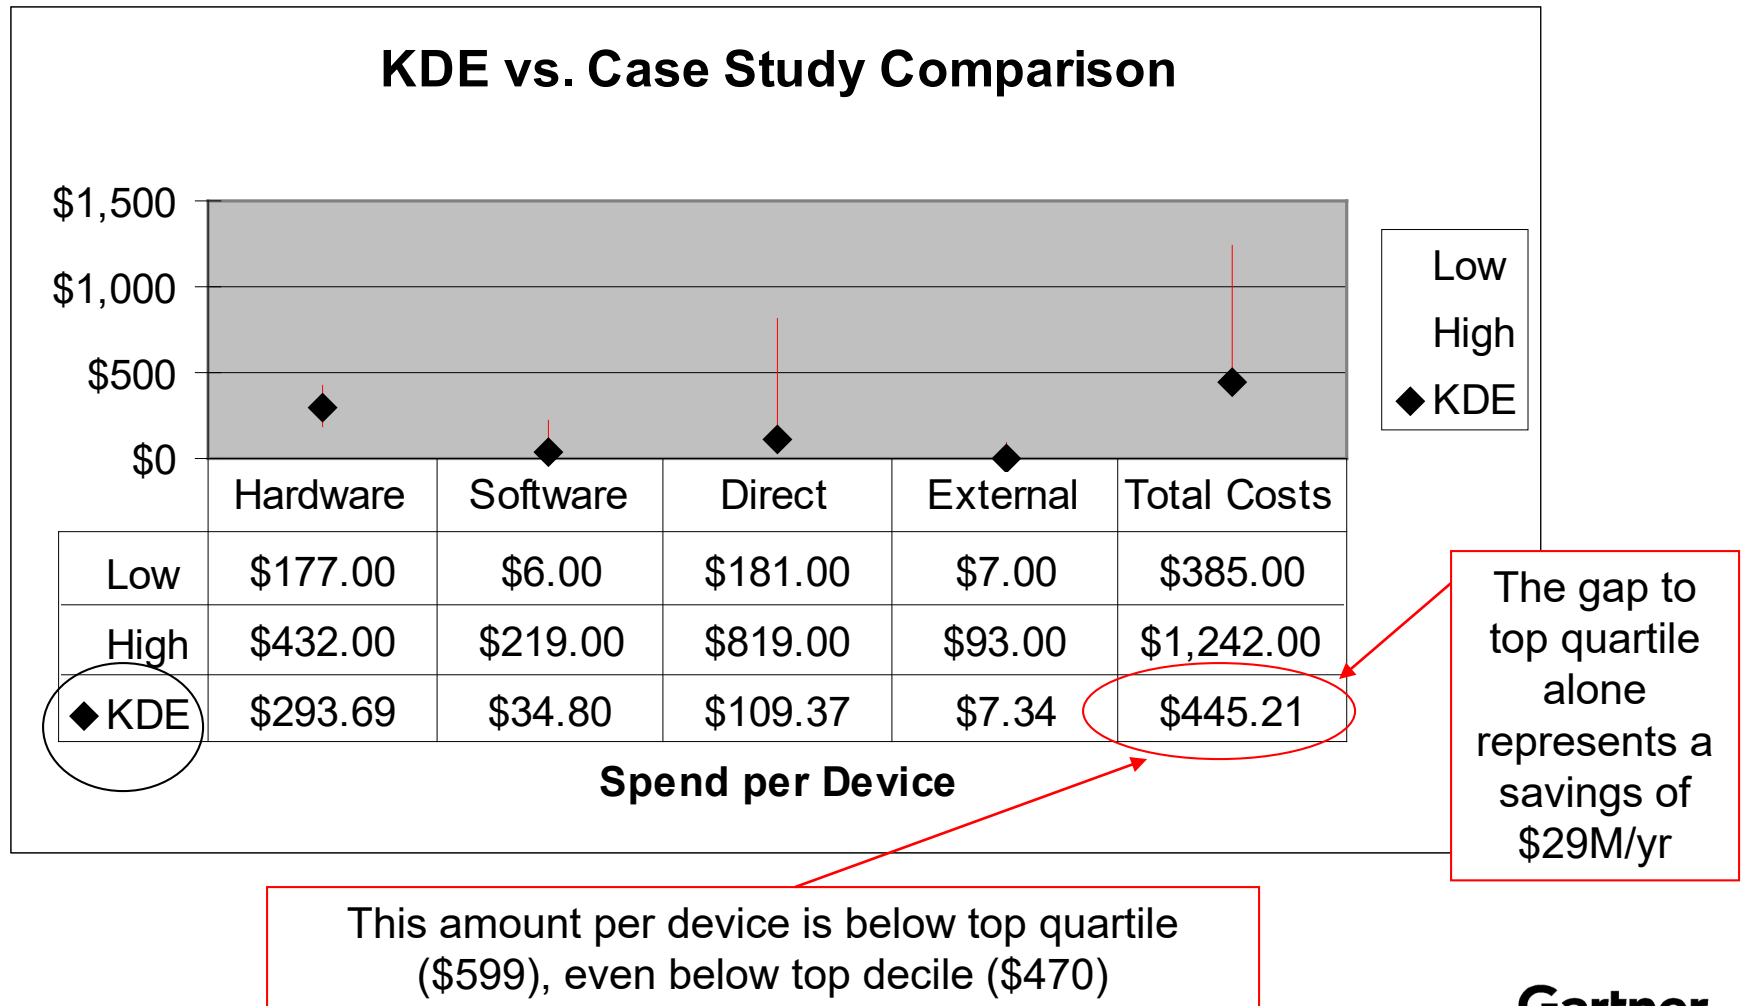 KDE vs. Case Study Comparison
$1,500
$1,000
$500
$0
Low
High
◆ KDE
Hardware Software Direct External Total Costs
Low $177.00 $6.00 $181.00 $7.00 $385.00
High $432.00 $219.00 $819.00 $93.00 $1,242.00
◆ KDE $293.69 $34.80 $109.37 $7.34 $445.21
Spend per Device
The gap to
top quartile
alone
represents a
savings of
$29M/yr
This amount per device is below top quartile
($599), even below top decile ($470)
Gartner